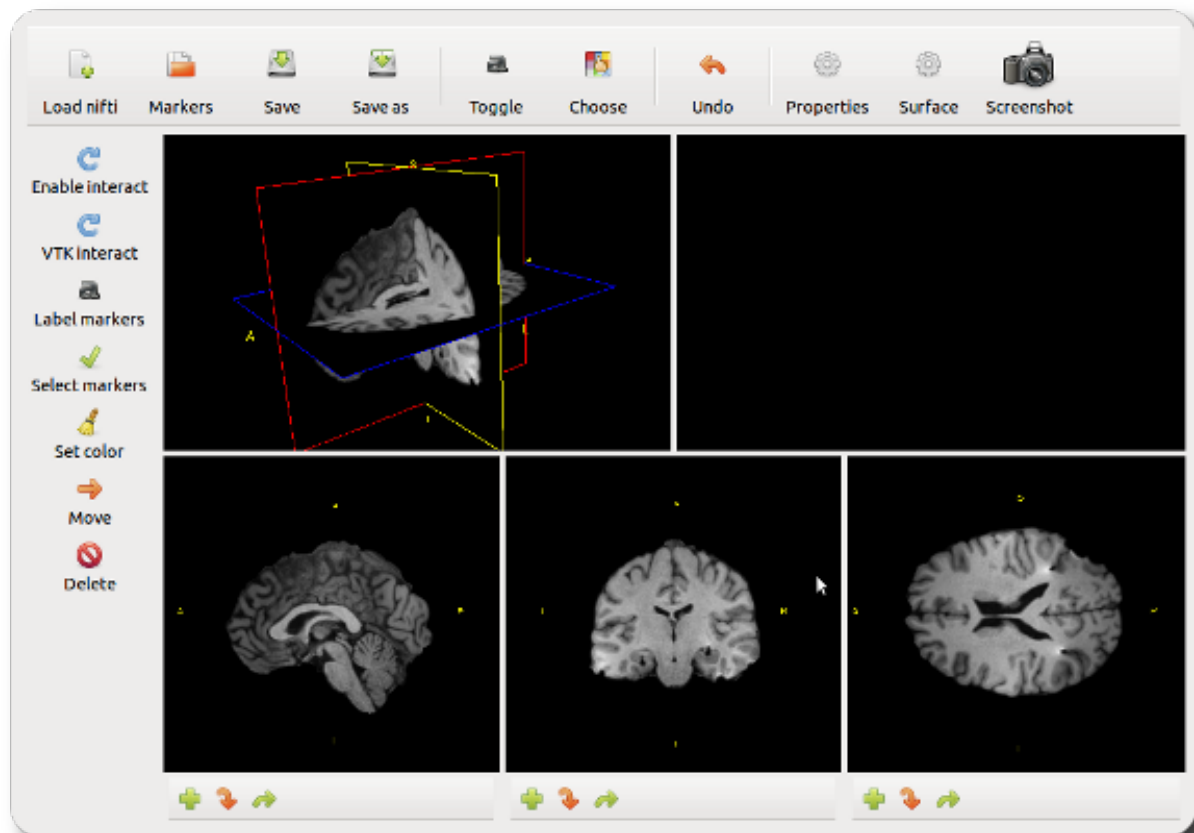 Load nifti Markers Save Save as Toggle Choose Undo Properties Surface Screenshot
Enable interact
VTK interact
Label markers
Select markers
Set color
Move
Delete
A